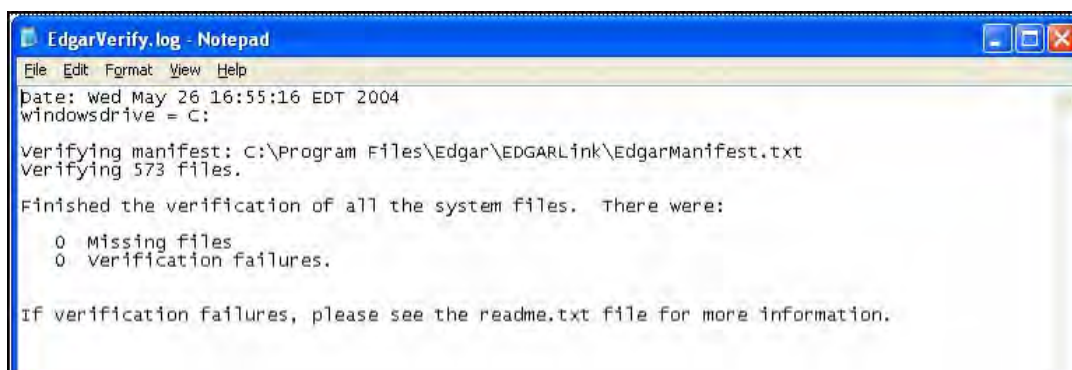 EdgarVerify.log - Notepad
File Edit Format View Help
Date: Wed May 26 16:55:16 EDT 2004
windowsdrive = C:
Verifying manifest: C:\Program Files\Edgar\EDGARLink\EdgarManifest.txt
Verifying 573 files.
Finished the verification of all the system files. There were:
0 Missing files
0 Verification failures.
If verification failures, please see the readme.txt file for more information.